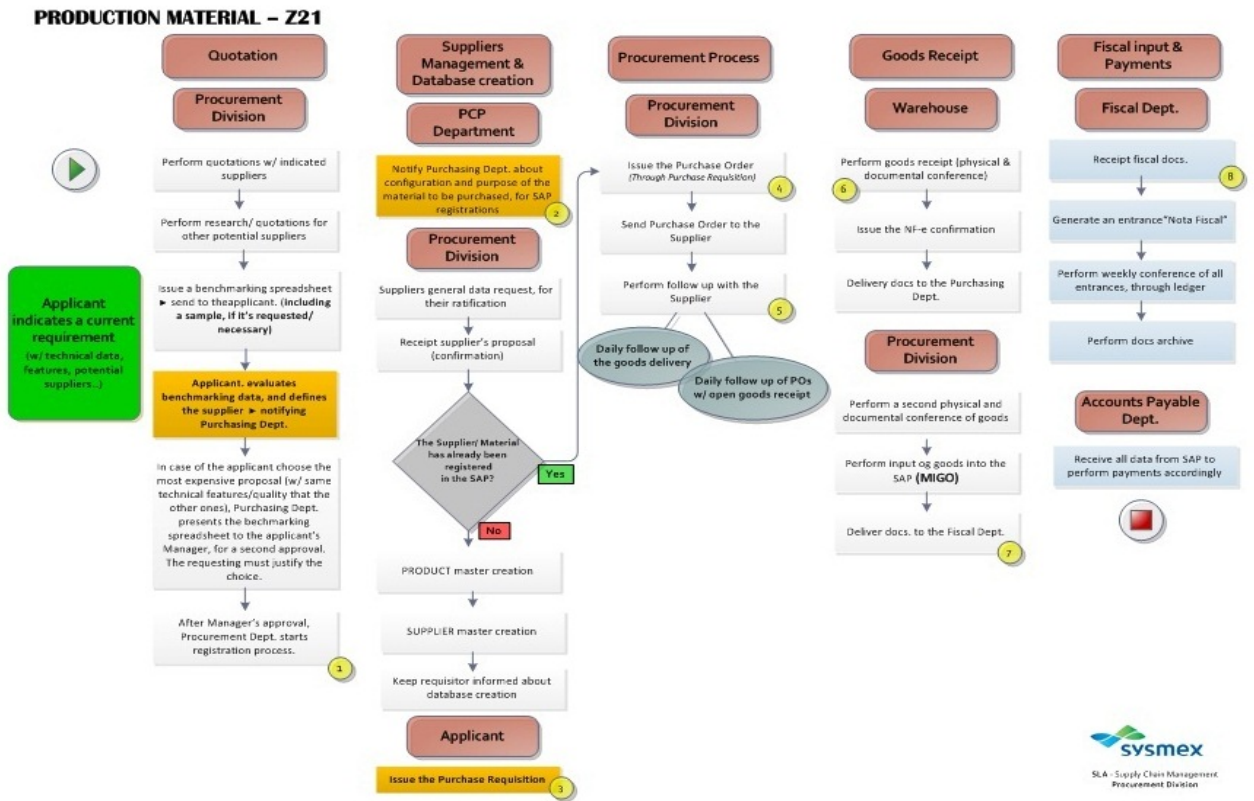 PRODUCTION MATERIAL – Z21
Quotation
Procurement
Division
Perform quotations w/ indicated
suppliers
Perform research/ quotations for
other potential suppliers
Issue a benchmarking spreadsheet
► send to theapplicant. (including
a sample, if it's requested/
necessary)
Applicant. evaluates
benchmarking data, and defines
the supplier ► notifying
Purchasing Dept.
In case of the applicant choose the
most expensive proposal (w/ same
technical features/quality that the
other ones), Purchasing Dept.
presents the bechmarking
spreadsheet to the applicant's
Manager, for a second approval.
The requesting must justify the
choice.
After Manager's approval,
Procurement Dept. starts
registration process.
1
Applicant
indicates a current
requirement
(w/ technical data,
features, potential
suppliers..)
Suppliers
Management &
Database creation
PCP
Department
Notify Purchasing Dept. about
configuration and purpose of the
material to be purchased, for SAP
registrations
2
Procurement
Division
Suppliers general data request, for
their ratification
Receipt supplier's proposal
(confirmation)
The Supplier/ Material
has already been
registered
in the SAP?
Yes
No
PRODUCT master creation
SUPPLIER master creation
Keep requisitor informed about
database creation
Applicant
Issue the Purchase Requisition
3
Procurement Process
Procurement
Division
Issue the Purchase Order
(Through Purchase Requisition)
4
Send Purchase Order to the
Supplier
Perform follow up with the
Supplier
5
Daily follow up of
the goods delivery
Daily follow up of POs
w/ open goods receipt
Goods Receipt
Warehouse
Perform goods receipt (physical &
documental conference)
6
Issue the NF-e confirmation
Delivery docs to the Purchasing
Dept.
Procurement
Division
Perform a second physical and
documental conference of goods
Perform input og goods into the
SAP (MIGO)
Deliver docs. to the Fiscal Dept.
7
Fiscal input &
Payments
Fiscal Dept.
Receipt fiscal docs.
8
Generate an entrance"Nota Fiscal"
Perform weekly conference of all
entrances, through ledger
Perform docs archive
Accounts Payable
Dept.
Receive all data from SAP to
perform payments accordingly
sysmex
SLA - Supply Chain Management
Procurement Division